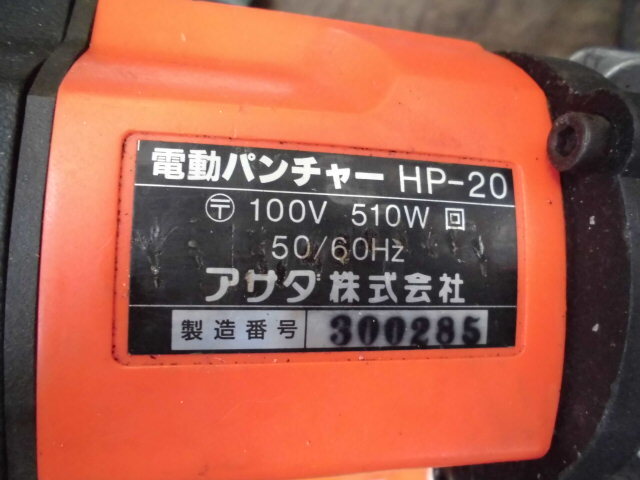 電動パンチャー HP-20
〶 100V 510W 回
50/60Hz
アサダ株式会社
製造番号 300285